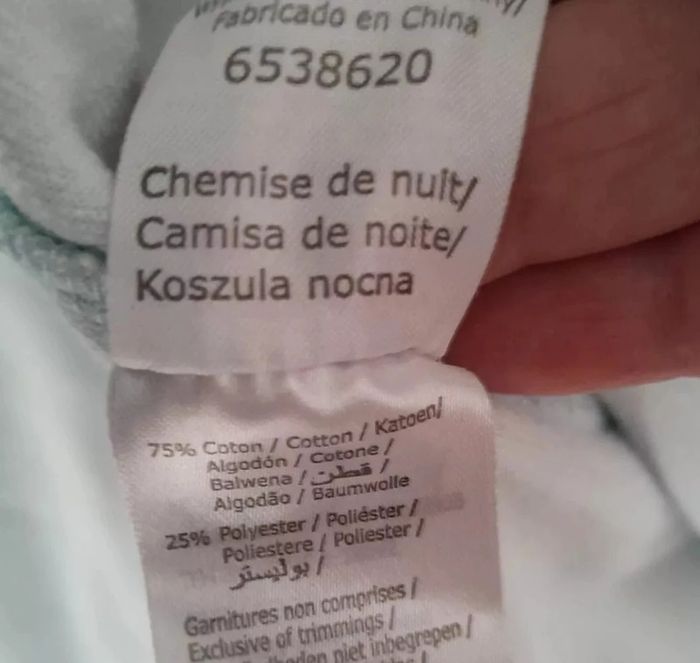 Fabricado en China
6538620
Chemise de nuit/
Camisa de noite/
Koszula nocna
75% Coton / Cotton / Katoen/
Algodón / Cotone /
Balwena / قطن /
Algodão / Baumwolle
25% Polyester / Poliéster /
Poliestere / Poliester /
بوليستر /
Garnitures non comprises /
Exclusive of trimmings /
niet inbegrepen /